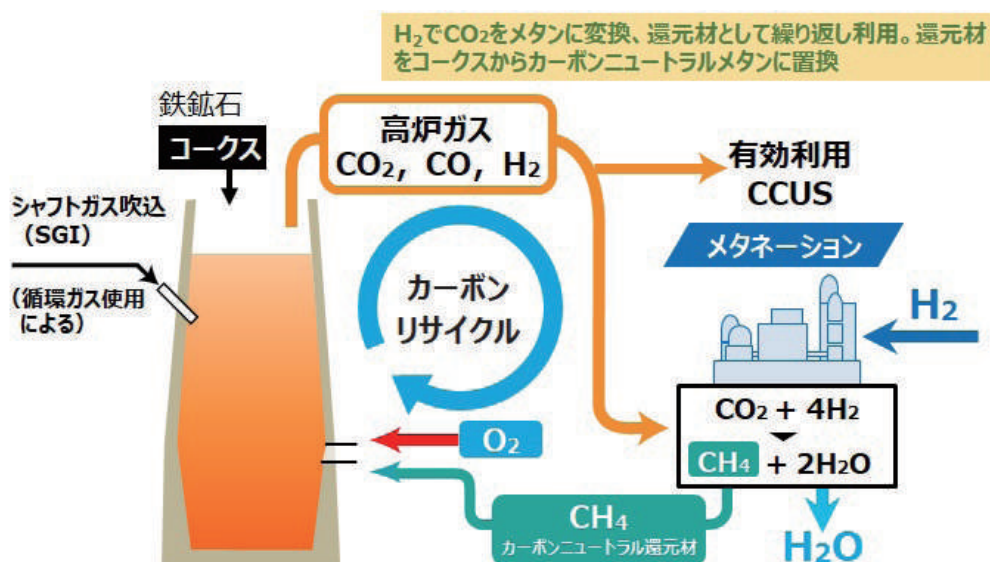 H₂でCO₂をメタンに変換、還元材として繰り返し利用。還元材
をコークスからカーボンニュートラルメタンに置換
鉄鉱石
コークス
高炉ガス
CO₂, CO, H₂
有効利用
CCUS
シャフトガス吹込
(SGI)
(循環ガス使用
による)
カーボン
リサイクル
メタネーション
H₂
CO₂ + 4H₂
CH₄ + 2H₂O
O₂
CH₄
カーボンニュートラル還元材
H₂O